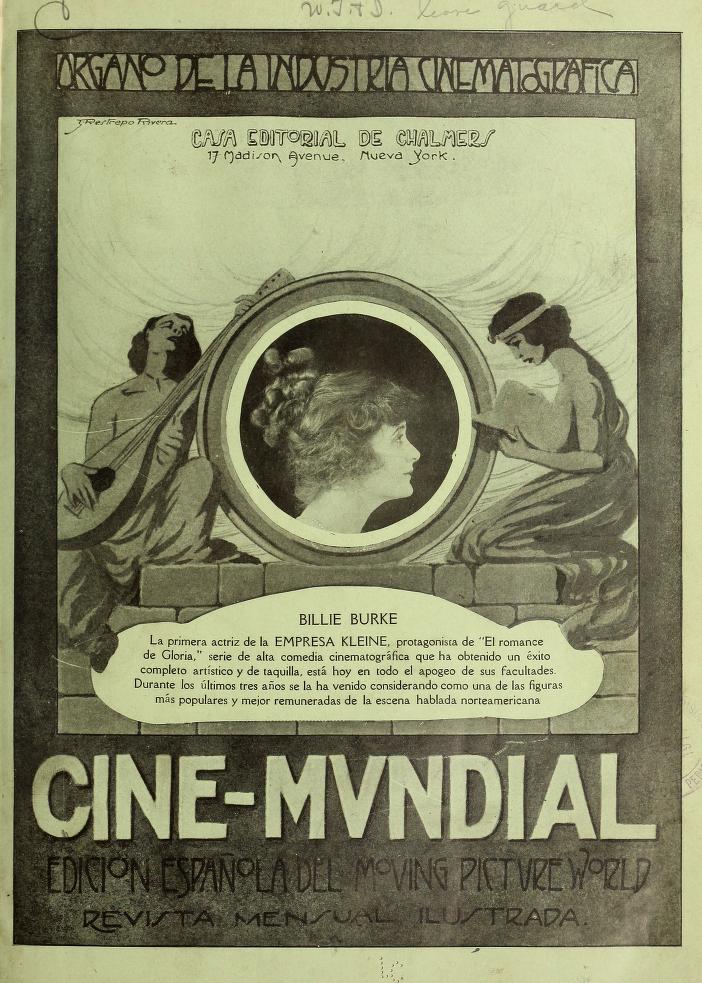 W.I.&D. leave guard
ORGANO DE LA INDUSTRIA CINEMATOGRAFICA
J Restrepo Rivera
CASA EDITORIAL DE CHALMERS
17 Madison Avenue, Nueva York.
BILLIE BURKE
La primera actriz de la EMPRESA KLEINE, protagonista de "El romance
de Gloria," serie de alta comedia cinematográfica que ha obtenido un éxito
completo artístico y de taquilla, está hoy en todo el apogeo de sus facultades.
Durante los últimos tres años se la ha venido considerando como una de las figuras
más populares y mejor remuneradas de la escena hablada norteamericana
CINE-MVNDIAL
EDICIÓN ESPAÑOLA DEL MOVING PICTVRE WORLD
REVISTA MENSUAL ILUSTRADA.